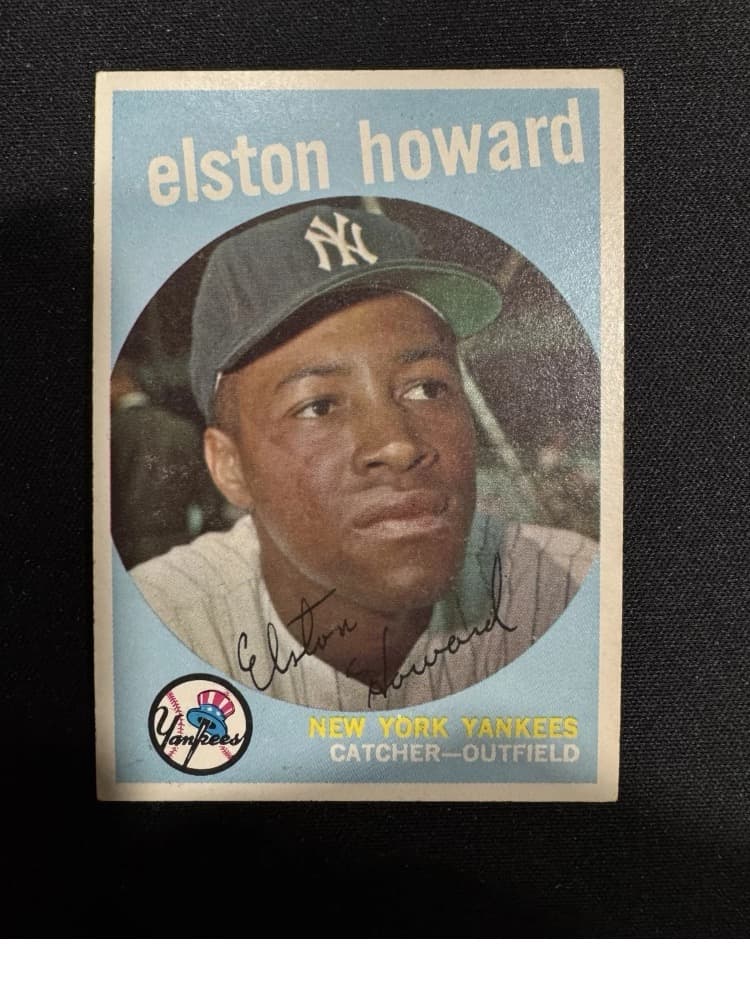 elston howard
NY
Elston
Howard
Yankees
NEW YORK YANKEES
CATCHER—OUTFIELD